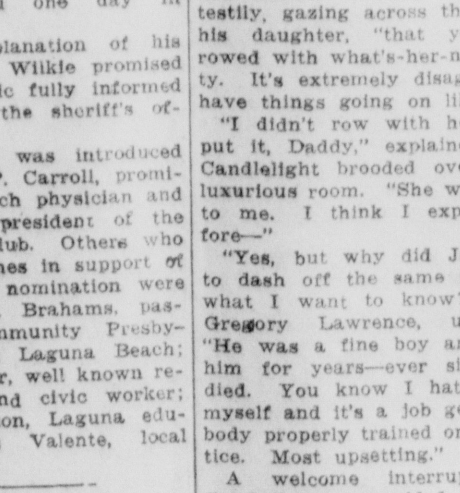 one day in
planation of his
Wilkie promised
ic fully informed
the sheriff's of-
was introduced
P. Carroll, promi-
ch physician and
president of the
lub. Others who
nes in support of
nomination were
Brahams, pas-
mmunity Presby-
Laguna Beach;
r, well known re-
nd civic worker;
on, Laguna edu-
Valente, local
testily, gazing across th
his daughter, "that y
rowed with what's-her-n
ty. It's extremely disag
have things going on li
"I didn't row with h
put it, Daddy," explain
Candlelight brooded ov
luxurious room. "She w
to me. I think I exp
fore—"
"Yes, but why did J
to dash off the same
what I want to know
Gregory Lawrence, u
"He was a fine boy a
him for years—ever si
died. You know I hat
myself and it's a job g
body properly trained o
tice. Most upsetting."
A welcome interru